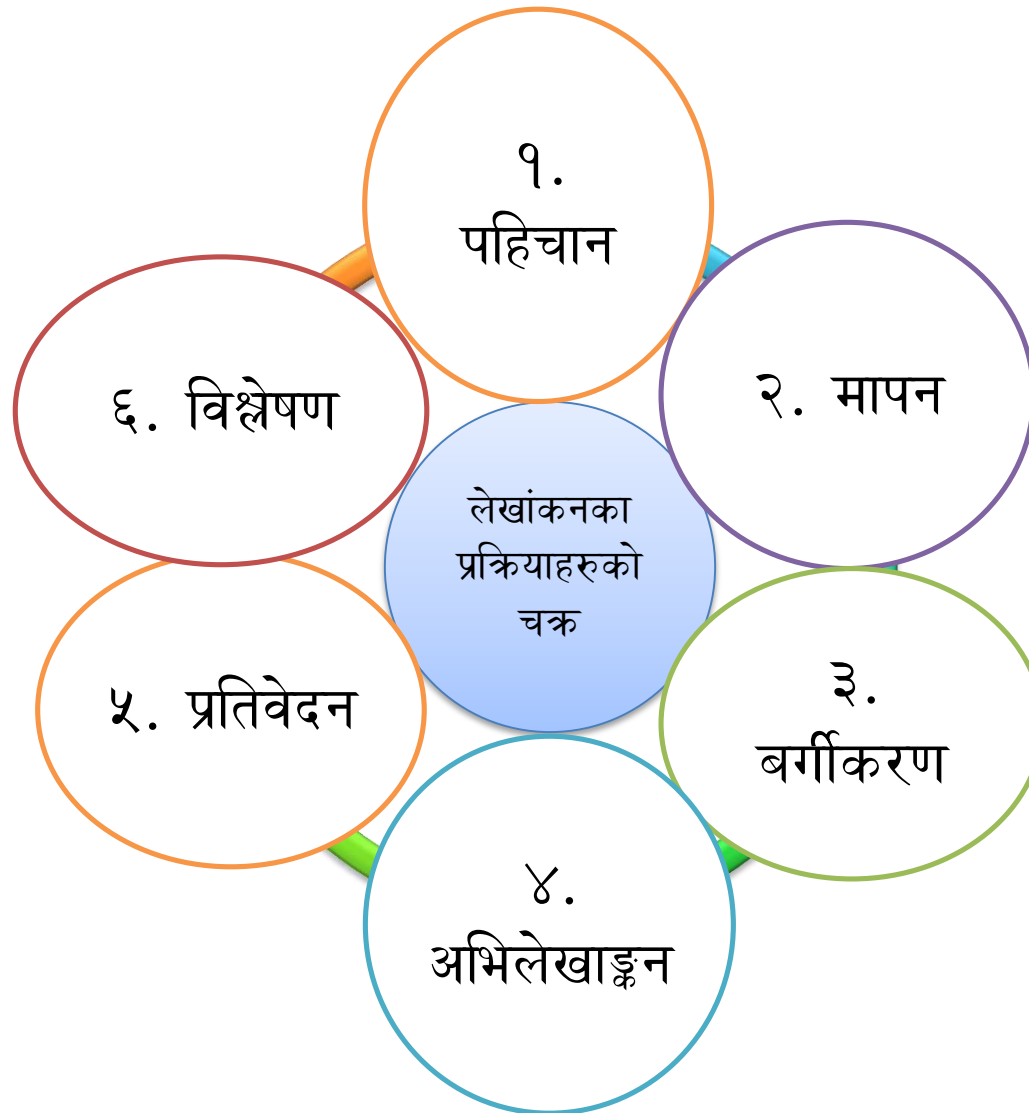 १.
पहिचान
२. मापन
३.
बर्गीकरण
४.
अभिलेखाङ्कन
५. प्रतिवेदन
६. विश्लेषण
लेखांकनका
प्रक्रियाहरुको
चक्र